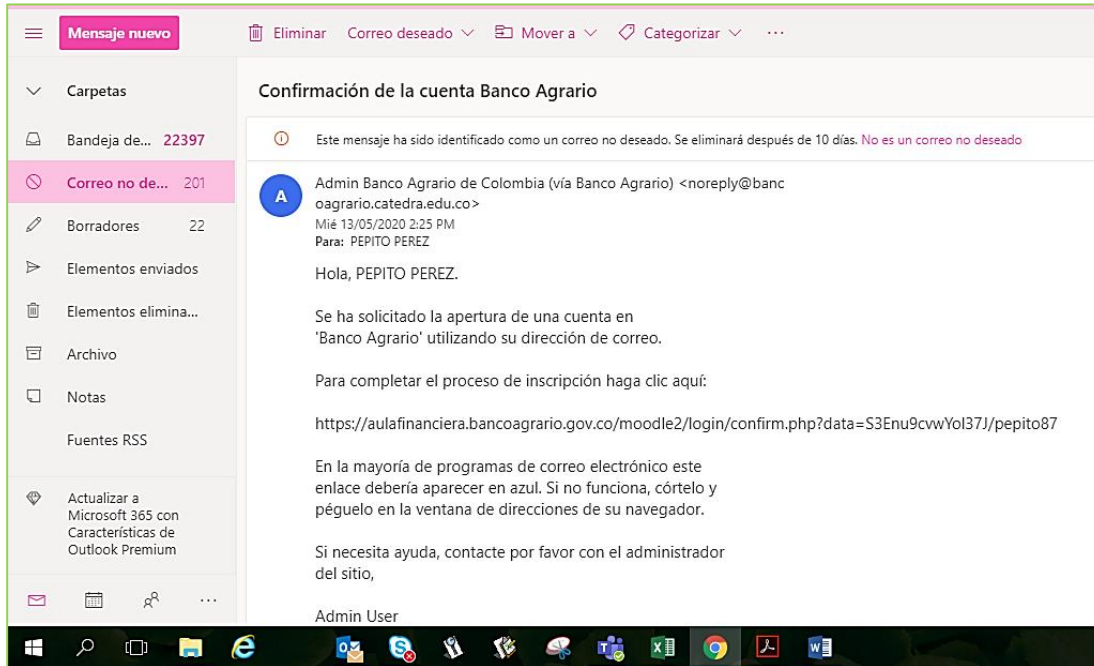 Mensaje nuevo
Eliminar Correo deseado Mover a Categorizar ...
Carpetas
Bandeja de... 22397
Correo no de... 201
Borradores 22
Elementos enviados
Elementos elimina...
Archivo
Notas
Fuentes RSS
Actualizar a
Microsoft 365 con
Características de
Outlook Premium
Confirmación de la cuenta Banco Agrario
Este mensaje ha sido identificado como un correo no deseado. Se eliminará después de 10 días. No es un correo no deseado
A
Admin Banco Agrario de Colombia (vía Banco Agrario) <noreply@banc
oagrario.catedra.edu.co>
Mié 13/05/2020 2:25 PM
Para: PEPITO PEREZ
Hola, PEPITO PEREZ.
Se ha solicitado la apertura de una cuenta en
'Banco Agrario' utilizando su dirección de correo.
Para completar el proceso de inscripción haga clic aquí:
https://aulafinanciera.bancoagrario.gov.co/moodle2/login/confirm.php?data=S3Enu9cvwYol37J/pepito87
En la mayoría de programas de correo electrónico este
enlace debería aparecer en azul. Si no funciona, córtelo y
péguelo en la ventana de direcciones de su navegador.
Si necesita ayuda, contacte por favor con el administrador
del sitio,
Admin User